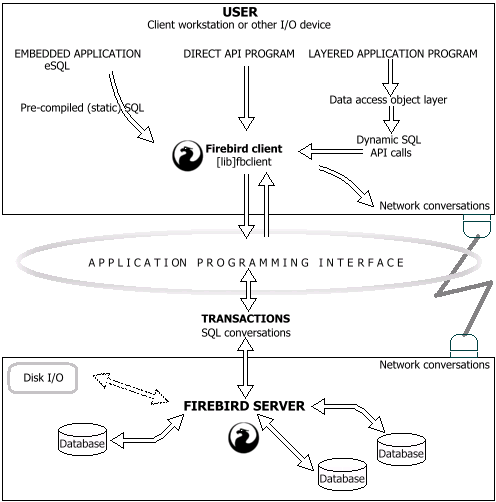 USER
Client workstation or other I/O device
EMBEDDED APPLICATION
eSQL
DIRECT API PROGRAM
LAYERED APPLICATION PROGRAM
Pre-compiled (static) SQL
Data access object layer
Dynamic SQL
API calls
Firebird client
[lib]fbclient
Network conversations
APPLICATION PROGRAMMING INTERFACE
TRANSACTIONS
SQL conversations
Network conversations
Disk I/O
FIREBIRD SERVER
Database
Database
Database